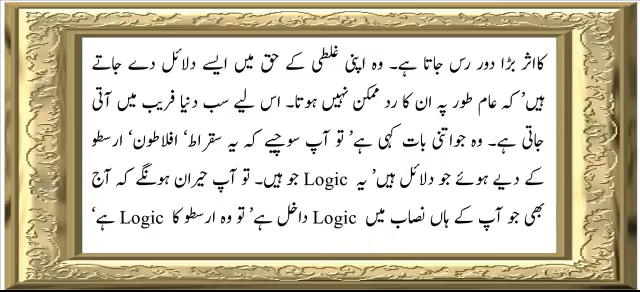 کااثر بڑا دور رس جاتا ہے۔ وہ اپنی غلطی کے حق میں ایسے دلائل دے جاتے
ہیں’ کہ عام طور پہ ان کا رد ممکن نہیں ہوتا۔ اس لیے سب دنیا فریب میں آتی
جاتی ہے۔ وہ جواتنی بات کہی ہے’ تو آپ سوچیے کہ یہ سقراط‘ افلاطون‘ ارسطو
کے دیے ہوئے جو دلائل ہیں’ یہ Logic جو ہیں۔ تو آپ حیران ہونگے کہ آج
بھی جو آپ کے ہاں نصاب میں Logic داخل ہے’ تو وہ ارسطو کا Logic ہے‘